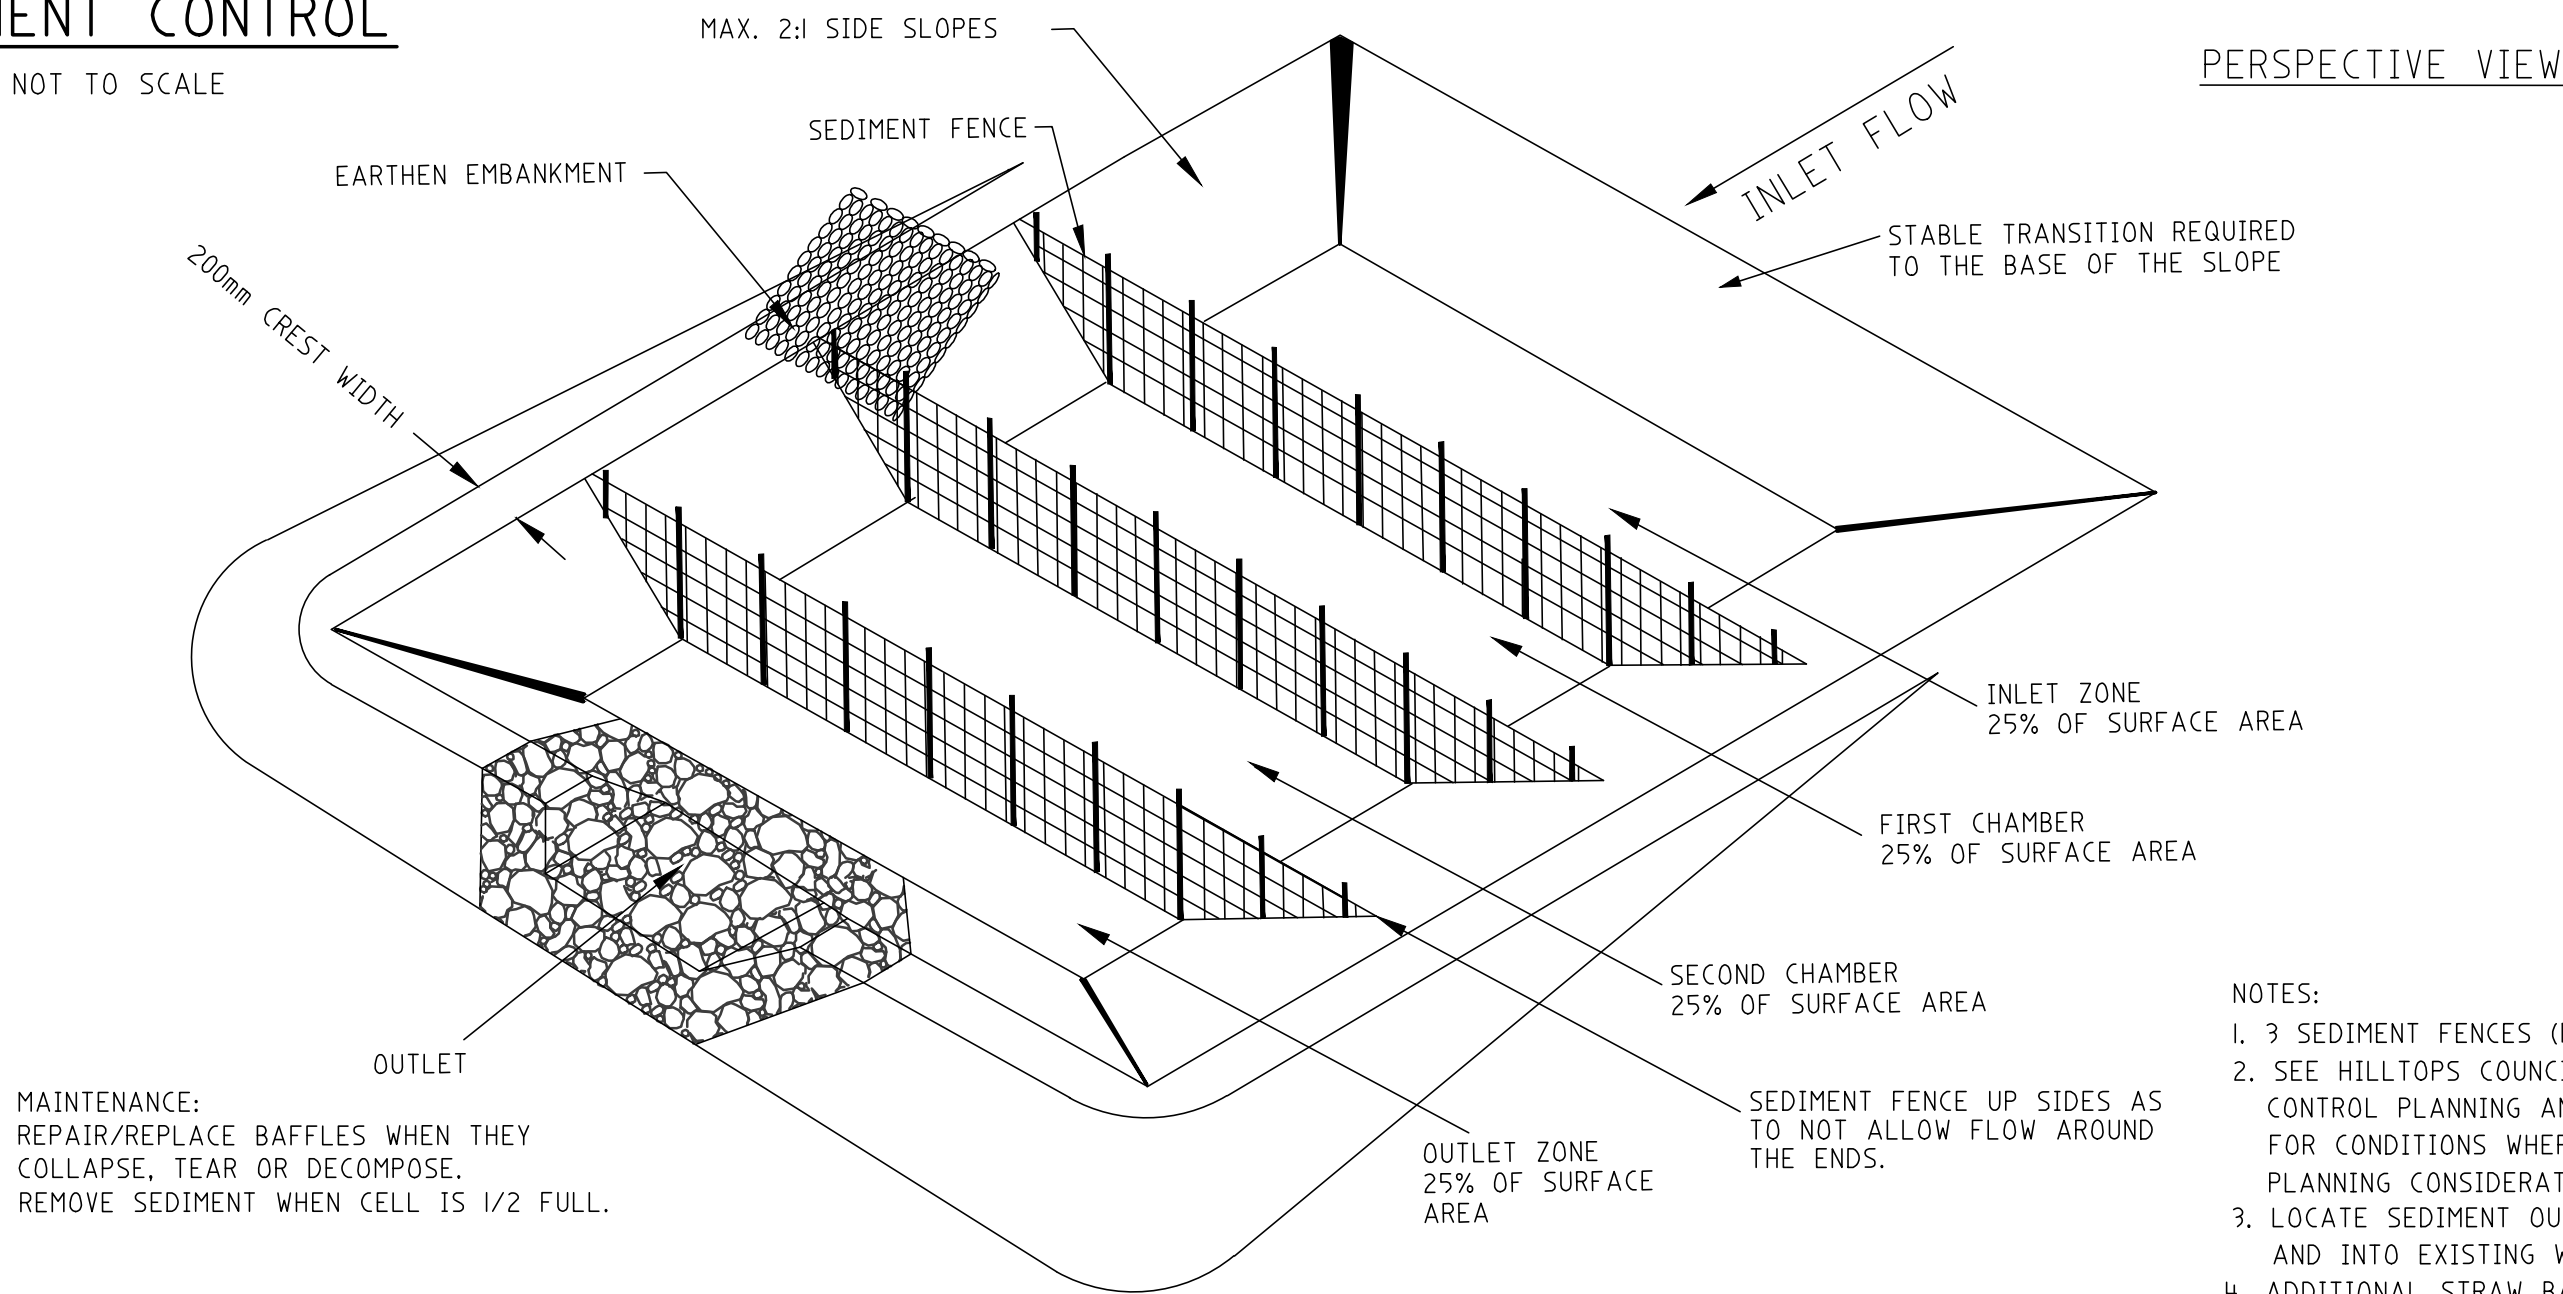 CONTROL
NOT TO SCALE
MAX. 2:1 SIDE SLOPES
PERSPECTIVE VIEW
SEDIMENT FENCE
INLET FLOW
EARTHEN EMBANKMENT
STABLE TRANSITION REQUIRED
TO THE BASE OF THE SLOPE
200mm CREST WIDTH
INLET ZONE
25% OF SURFACE AREA
FIRST CHAMBER
25% OF SURFACE AREA
SECOND CHAMBER
25% OF SURFACE AREA
SEDIMENT FENCE UP SIDES AS
TO NOT ALLOW FLOW AROUND
THE ENDS.
OUTLET ZONE
25% OF SURFACE
AREA
OUTLET
MAINTENANCE:
REPAIR/REPLACE BAFFLES WHEN THEY
COLLAPSE, TEAR OR DECOMPOSE.
REMOVE SEDIMENT WHEN CELL IS 1/2 FULL.
NOTES:
1. 3 SEDIMENT FENCES
2. SEE HILLTOPS
CONTROL PLANNING
FOR CONDITIONS
PLANNING
3. LOCATE SEDIMENT
AND INTO EXISTING
4. ADDITIONAL STRAW